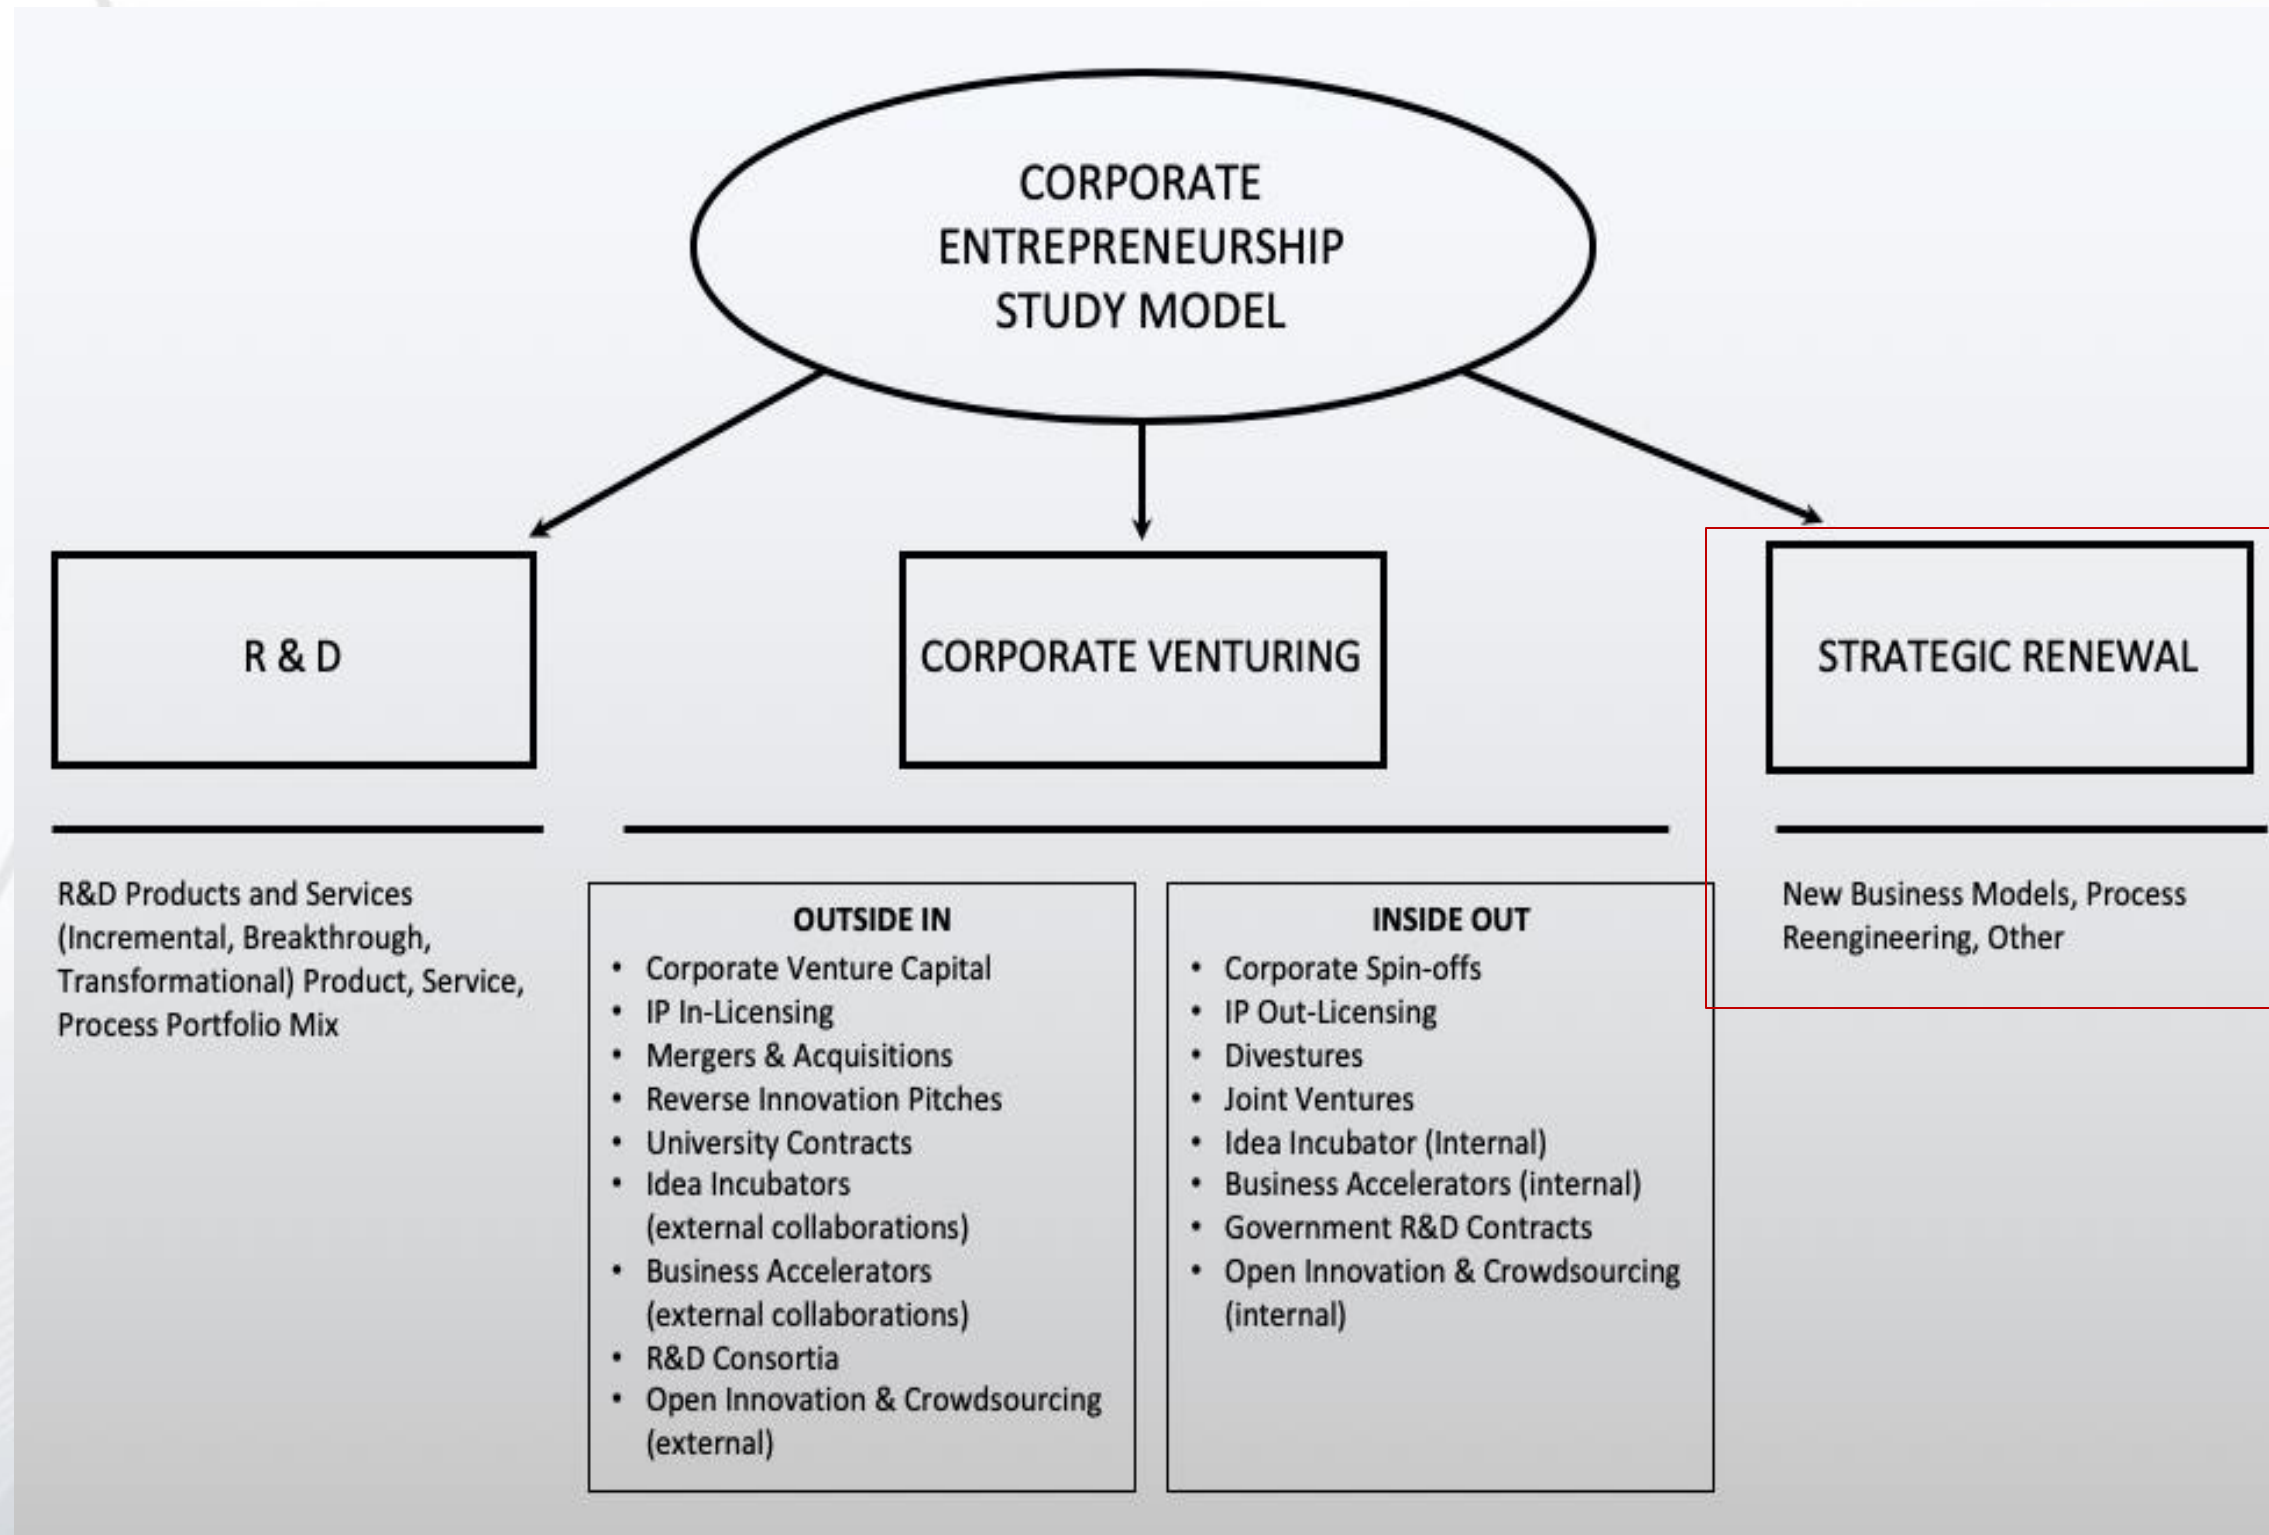 CORPORATE
ENTREPRENEURSHIP
STUDY MODEL
R & D
CORPORATE VENTURING
STRATEGIC RENEWAL
R&D Products and Services
(Incremental, Breakthrough,
Transformational) Product, Service,
Process Portfolio Mix
OUTSIDE IN
• Corporate Venture Capital
• IP In-Licensing
• Mergers & Acquisitions
• Reverse Innovation Pitches
• University Contracts
• Idea Incubators
(external collaborations)
• Business Accelerators
(external collaborations)
• R&D Consortia
• Open Innovation & Crowdsourcing
(external)
INSIDE OUT
• Corporate Spin-offs
• IP Out-Licensing
• Divestures
• Joint Ventures
• Idea Incubator (Internal)
• Business Accelerators (internal)
• Government R&D Contracts
• Open Innovation & Crowdsourcing
(internal)
New Business Models, Process
Reengineering, Other